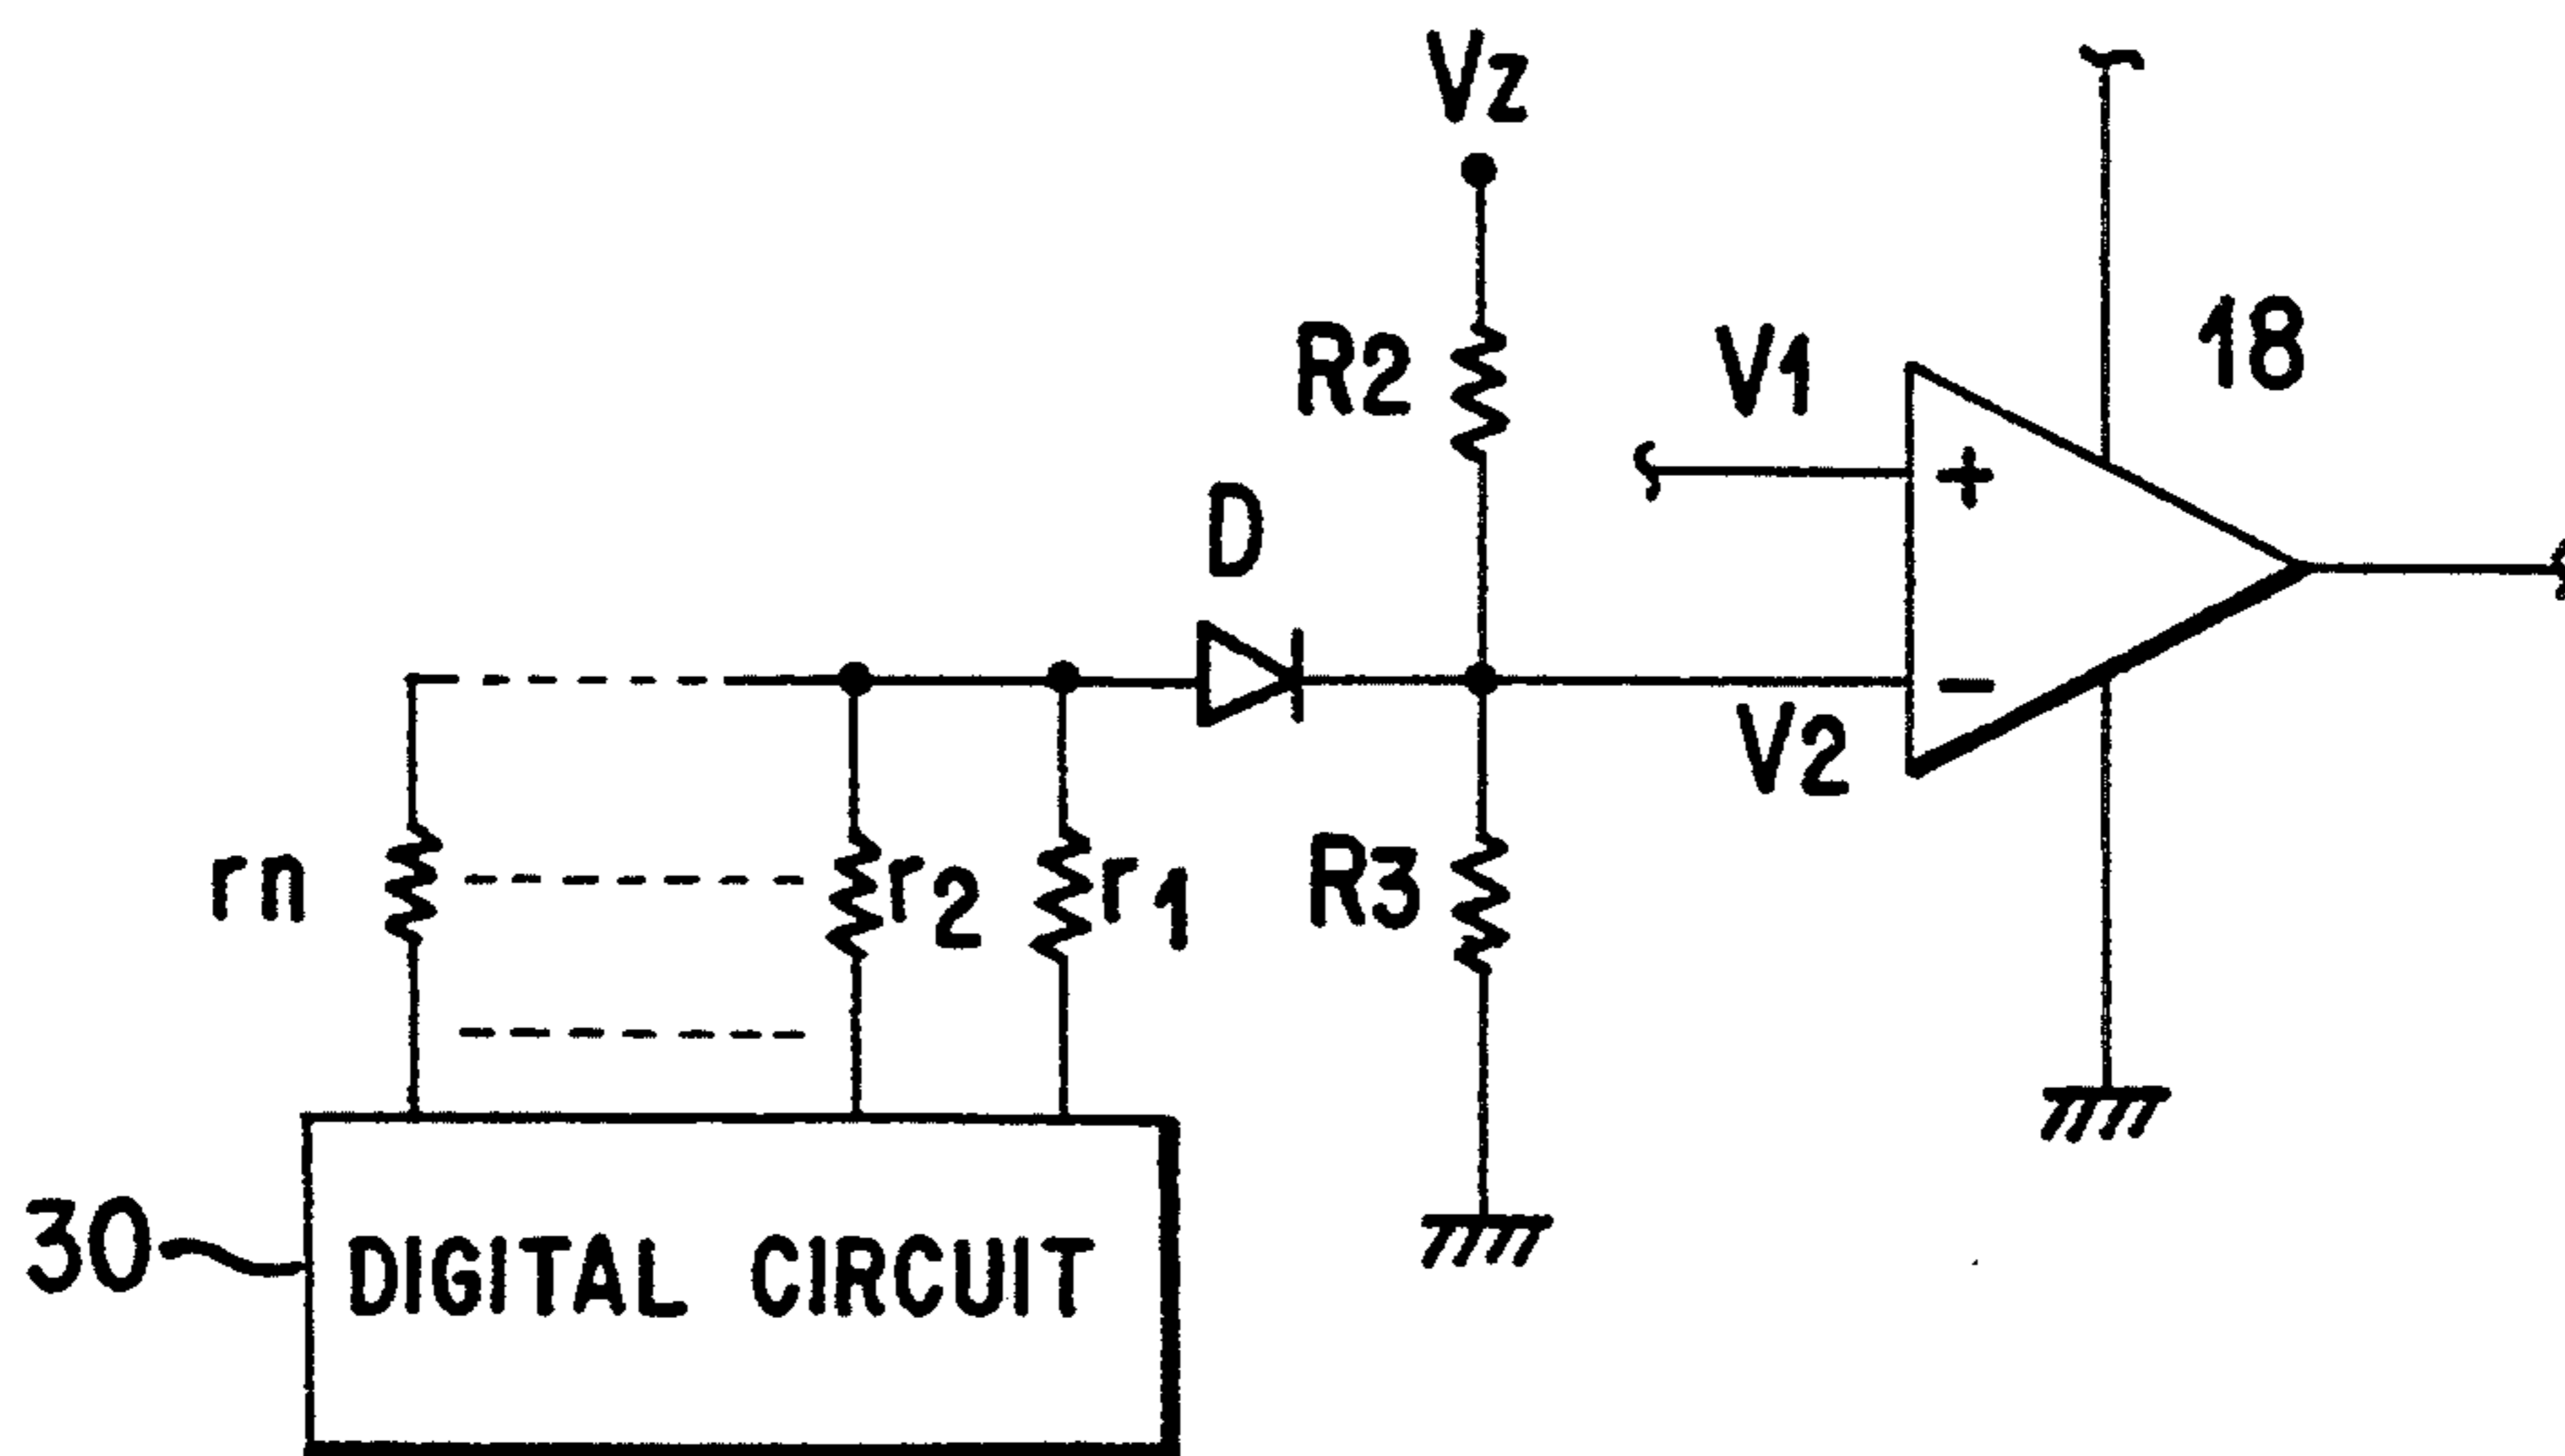 Vz
18
R2
V1
+
D
-
V2
rn
r2
r1
R3
30
DIGITAL CIRCUIT